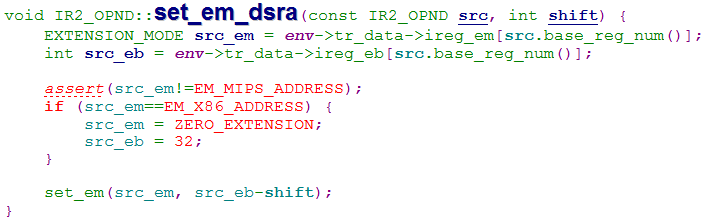 void IR2_OPND::set_em_dsra(const IR2_OPND src, int shift) {
    EXTENSION_MODE src_em = env->tr_data->ireg_em[src.base_reg_num()];
    int src_eb = env->tr_data->ireg_eb[src.base_reg_num()];

    assert(src_em!=EM_MIPS_ADDRESS);
    if (src_em==EM_X86_ADDRESS) {
        src_em = ZERO_EXTENSION;
        src_eb = 32;
    }

    set_em(src_em, src_eb-shift);
}